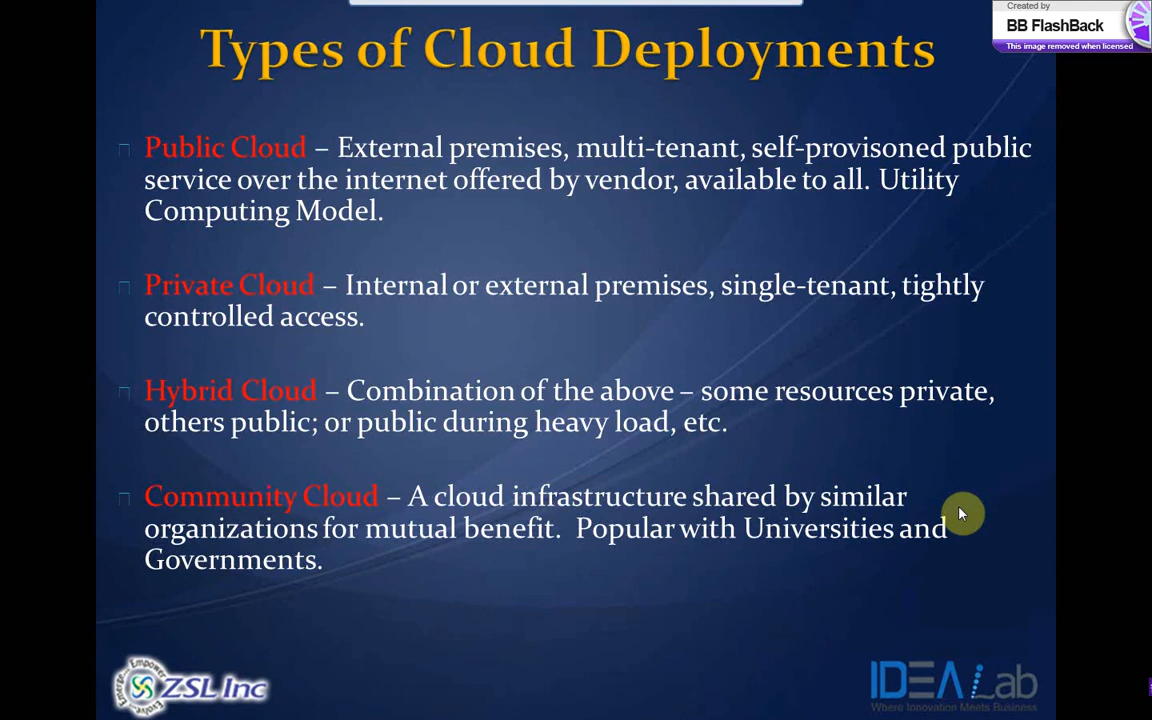 Created by
BB FlashBack
This image removed when licensed
Types of Cloud Deployments
Public Cloud – External premises, multi-tenant, self-provisoned public
service over the internet offered by vendor, available to all. Utility
Computing Model.
Private Cloud – Internal or external premises, single-tenant, tightly
controlled access.
Hybrid Cloud – Combination of the above – some resources private,
others public; or public during heavy load, etc.
Community Cloud – A cloud infrastructure shared by similar
organizations for mutual benefit. Popular with Universities and
Governments.
Emerge Empower Evolve
ZSL Inc
IDEA Lab
Where Innovation Meets Business